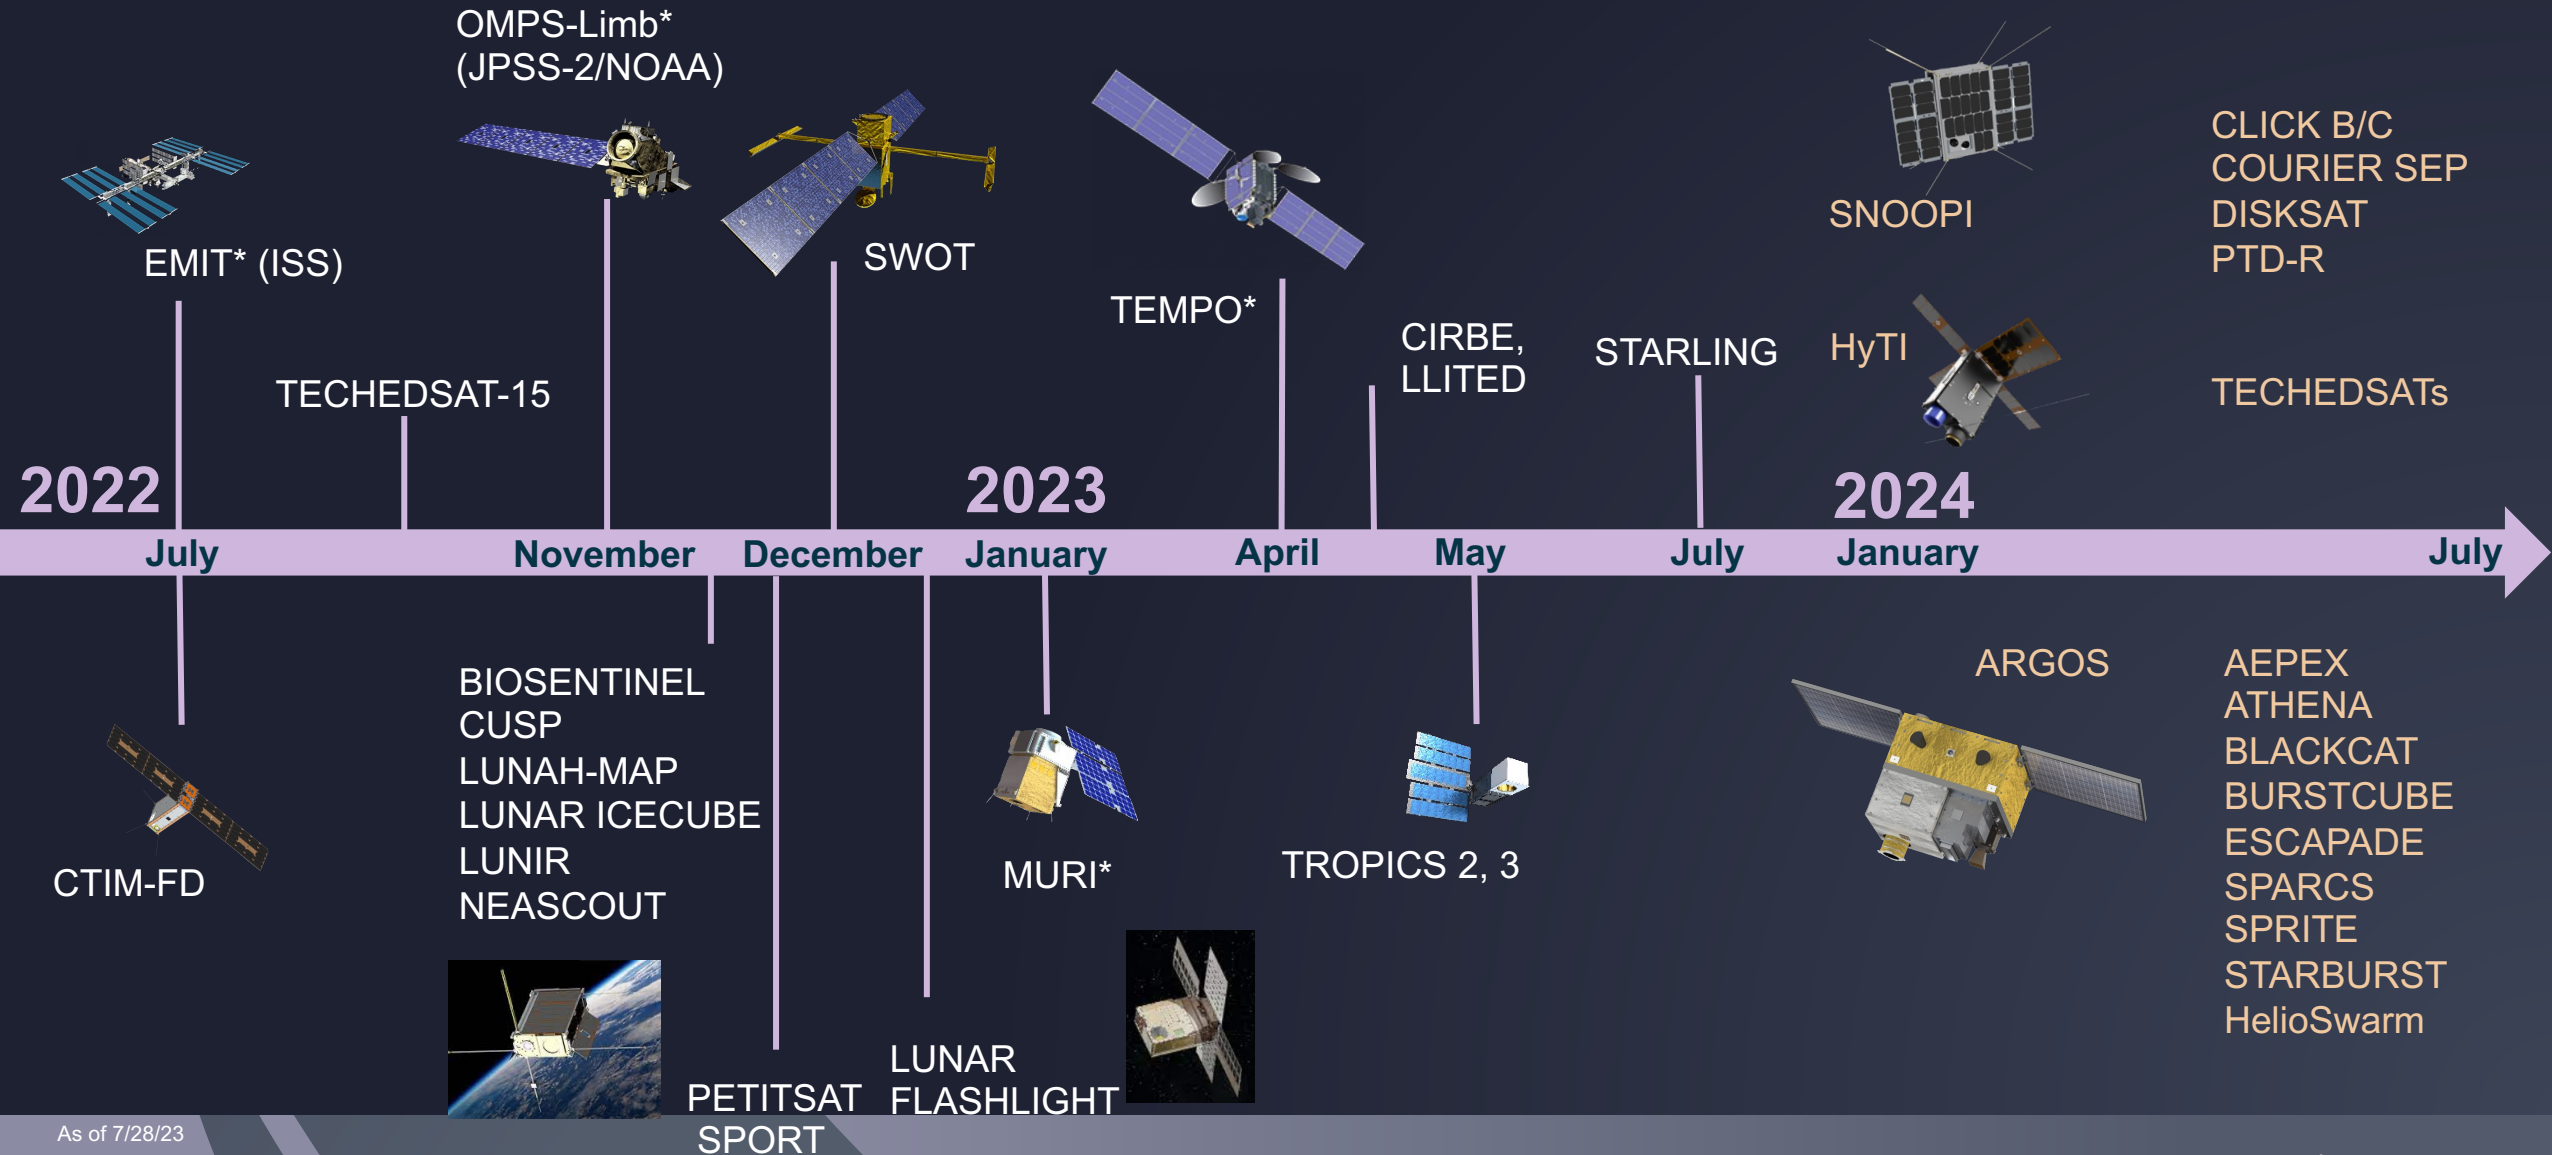 OMPS-Limb*
(JPSS-2/NOAA)
EMIT* (ISS)
SWOT
TEMPO*
TECHEDSAT-15
CIRBE,
LLITED
STARLING
SNOOPI
HyTI
CLICK B/C
COURIER SEP
DISKSAT
PTD-R
TECHEDSATs
2022
2023
2024
July
November
December
January
April
May
July
January
July
CTIM-FD
BIOSENTINEL
CUSP
LUNAH-MAP
LUNAR ICECUBE
LUNIR
NEASCOUT
PETITSAT
SPORT
LUNAR
FLASHLIGHT
MURI*
TROPICS 2, 3
ARGOS
AEPEX
ATHENA
BLACKCAT
BURSTCUBE
ESCAPADE
SPARCS
SPRITE
STARBURST
HelioSwarm
As of 7/28/23